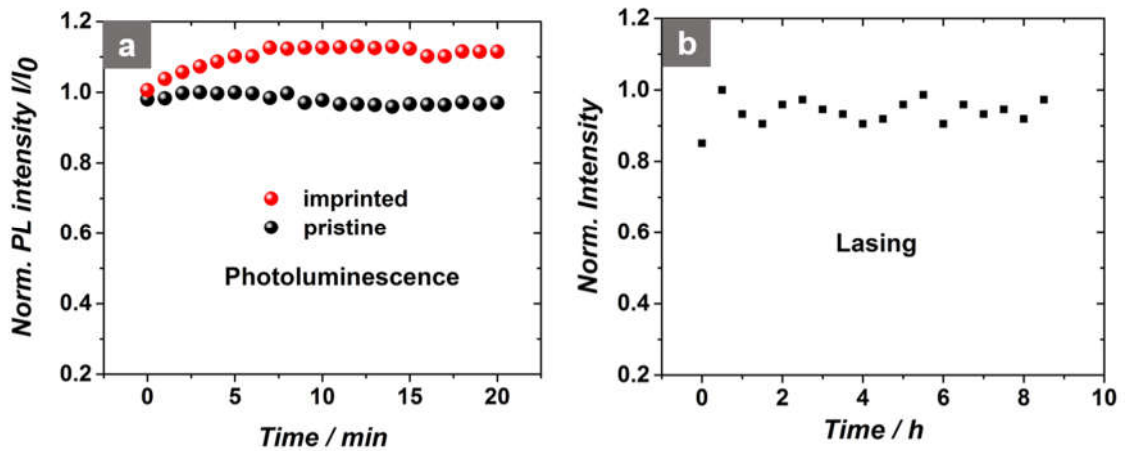 a
1.2
1.0
0.8
0.6
0.4
0.2
Norm. PL intensity I/I0
imprinted
pristine
Photoluminescence
0 5 10 15 20
Time / min
b
1.2
1.0
0.8
0.6
0.4
0.2
Norm. Intensity
Lasing
0 2 4 6 8 10
Time / h